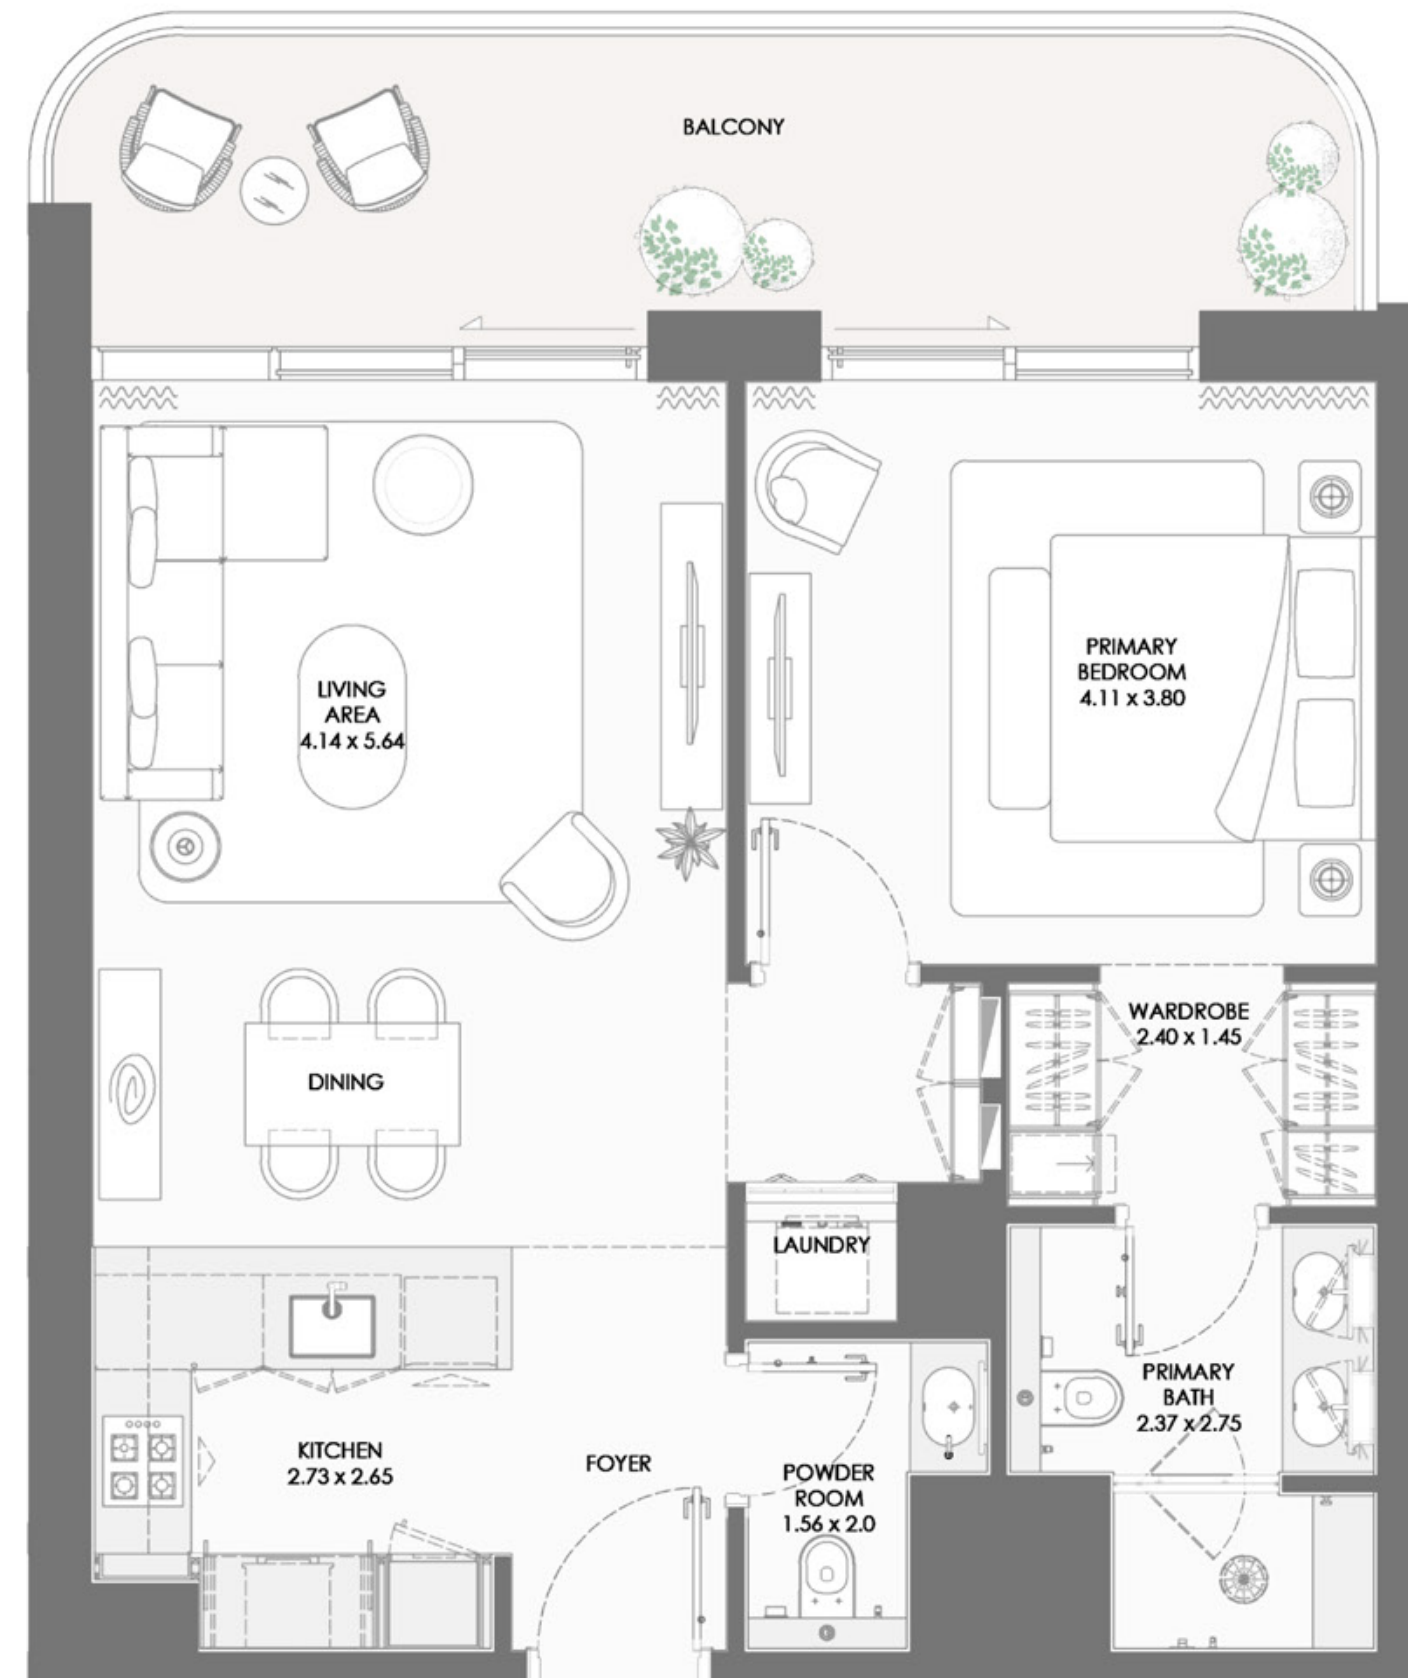 BALCONY
LIVING
AREA
4.14 x 5.64
PRIMARY
BEDROOM
4.11 x 3.80
WARDROBE
2.40 x 1.45
DINING
LAUNDRY
PRIMARY
BATH
2.37 x 2.75
KITCHEN
2.73 x 2.65
FOYER
POWDER
ROOM
1.56 x 2.0